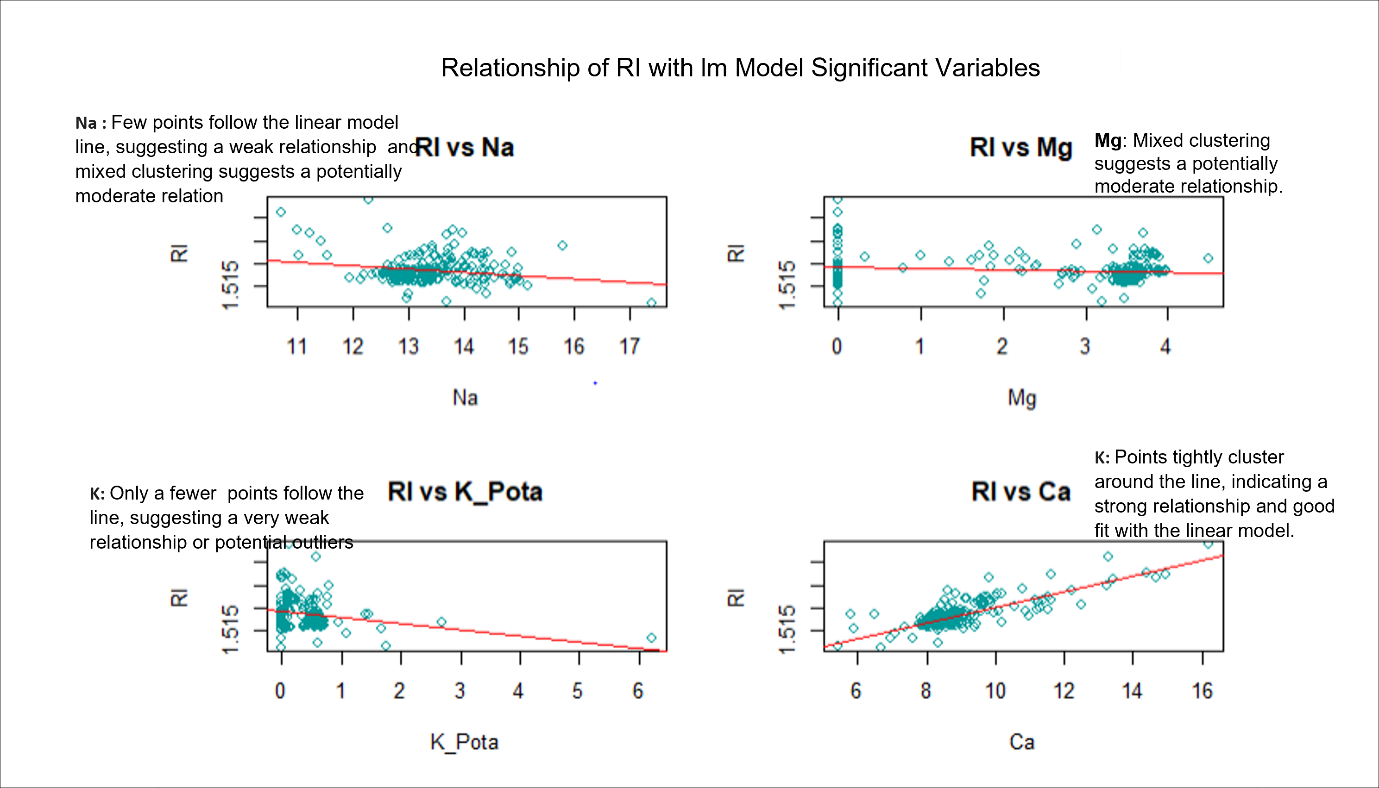 Relationship of RI with lm Model Significant Variables
Na : Few points follow the linear model
line, suggesting a weak relationship and
mixed clustering suggests a potentially
moderate relation
RI vs Na
RI
1.515
11 12 13 14 15 16 17
Na
RI vs Mg
Mg: Mixed clustering
suggests a potentially
moderate relationship.
RI
1.515
0 1 2 3 4
Mg
K: Only a fewer points follow the
line, suggesting a very weak
relationship or potential outliers
RI vs K_Pota
RI
1.515
0 1 2 3 4 5 6
K_Pota
RI vs Ca
K: Points tightly cluster
around the line, indicating a
strong relationship and good
fit with the linear model.
RI
1.515
6 8 10 12 14 16
Ca